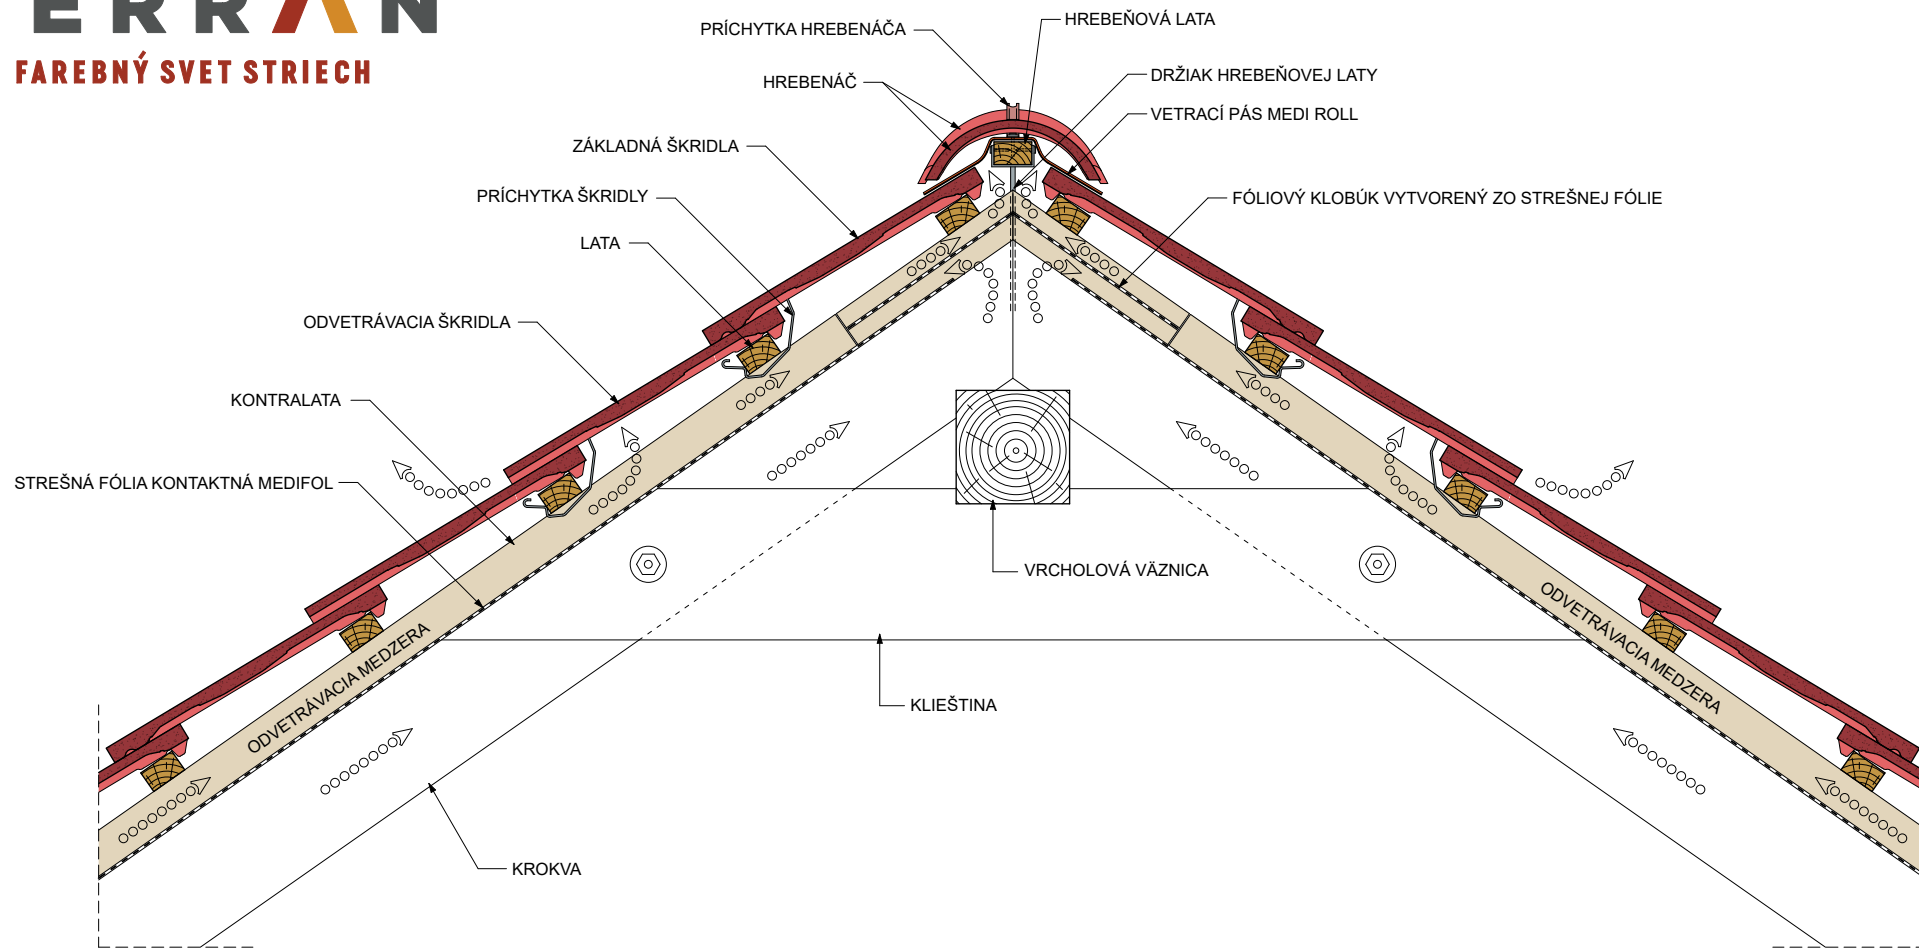 ERRAN
FAREBNÝ SVET STRIECH
PRÍCHYTKA HREBENÁČA
HREBEŇOVÁ LATA
HREBENÁČ
DRŽIAK HREBEŇOVEJ LATY
VETRACÍ PÁS MEDI ROLL
ZÁKLADNÁ ŠKRIDLA
PRÍCHYTKA ŠKRIDLY
FÓLIOVÝ KLOBÚK VYTVORENÝ ZO STREŠNEJ FÓLIE
LATA
ODVETRÁVACIA ŠKRIDLA
KONTRALATA
STREŠNÁ FÓLIA KONTAKTNÁ MEDIFOL
VRCHOLOVÁ VÄZNICA
ODVETRÁVACIA MEDZERA
ODVETRÁVACIA MEDZERA
KLIEŠTINA
KROKVA